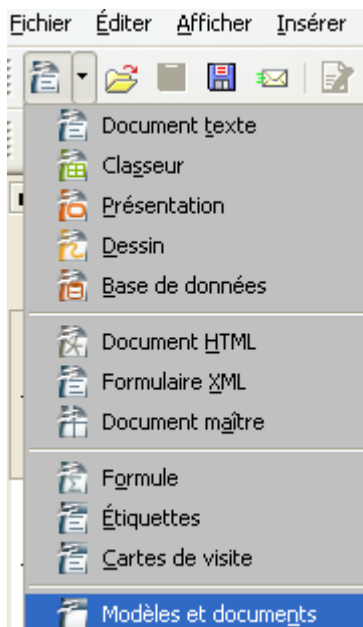 Fichier Éditer Afficher Insérer
Document texte
Classeur
Présentation
Dessin
Base de données
Document HTML
Formulaire XML
Document maître
Formule
Étiquettes
Cartes de visite
Modèles et documents